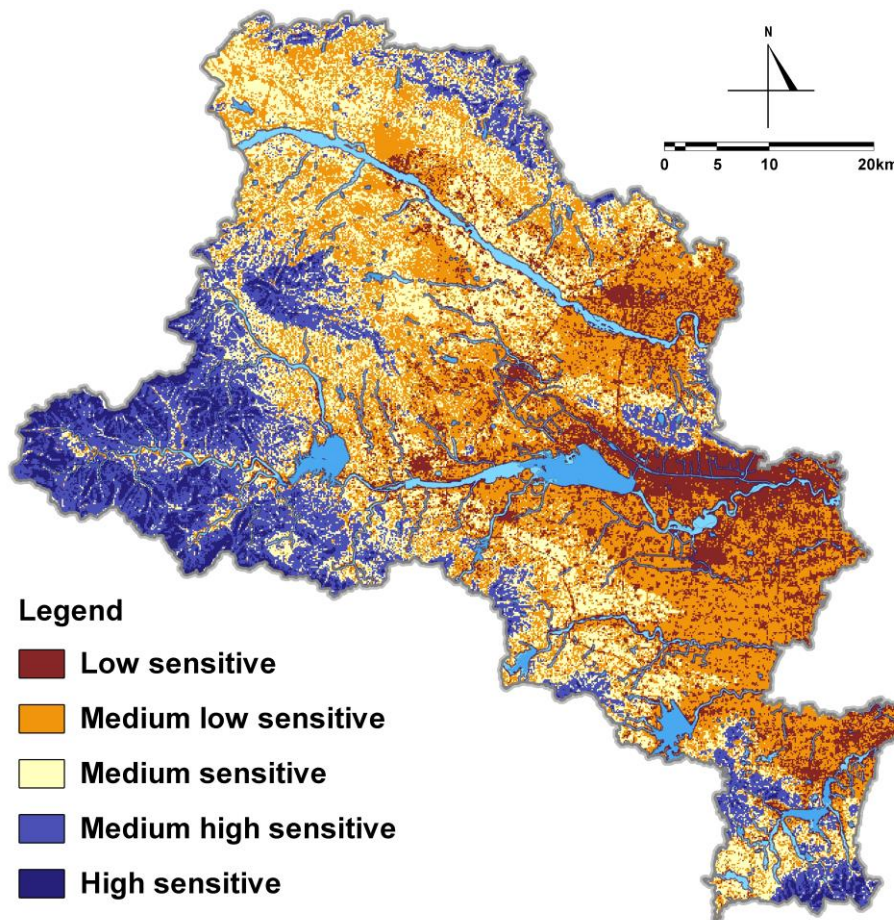 N
0 5 10 20km
Legend
Low sensitive
Medium low sensitive
Medium sensitive
Medium high sensitive
High sensitive